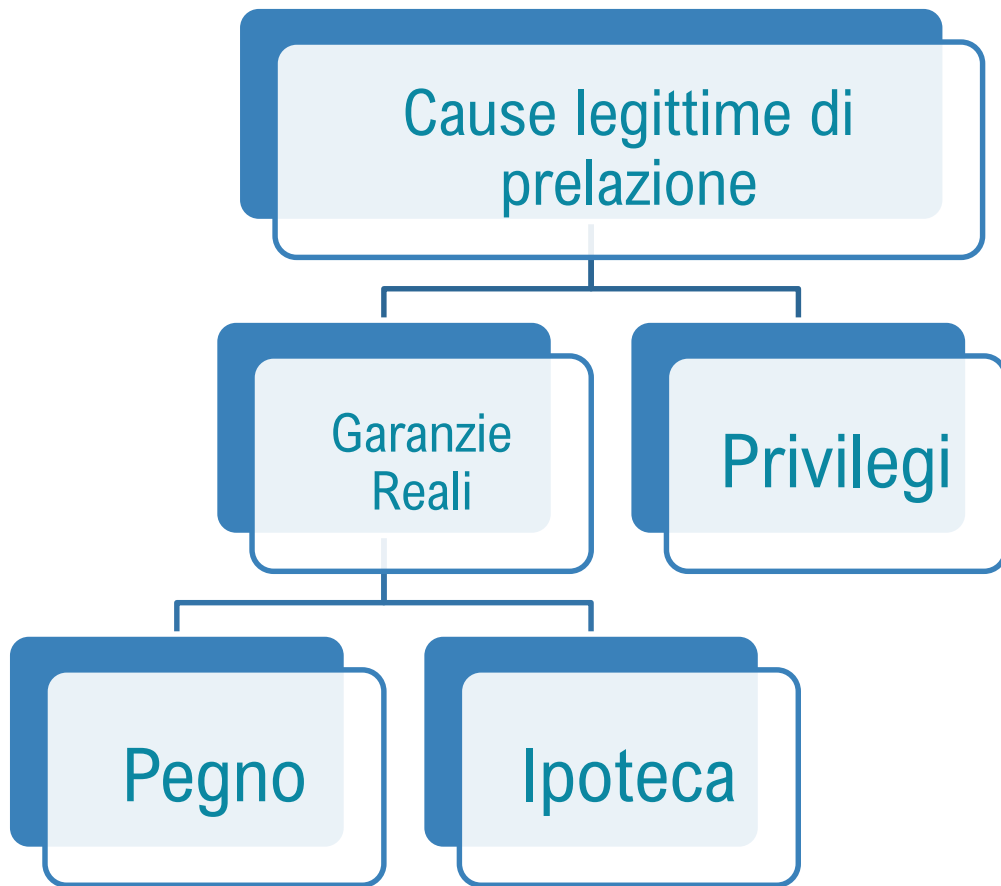 Cause legittime di
prelazione
Garanzie
Reali
Privilegi
Pegno
Ipoteca